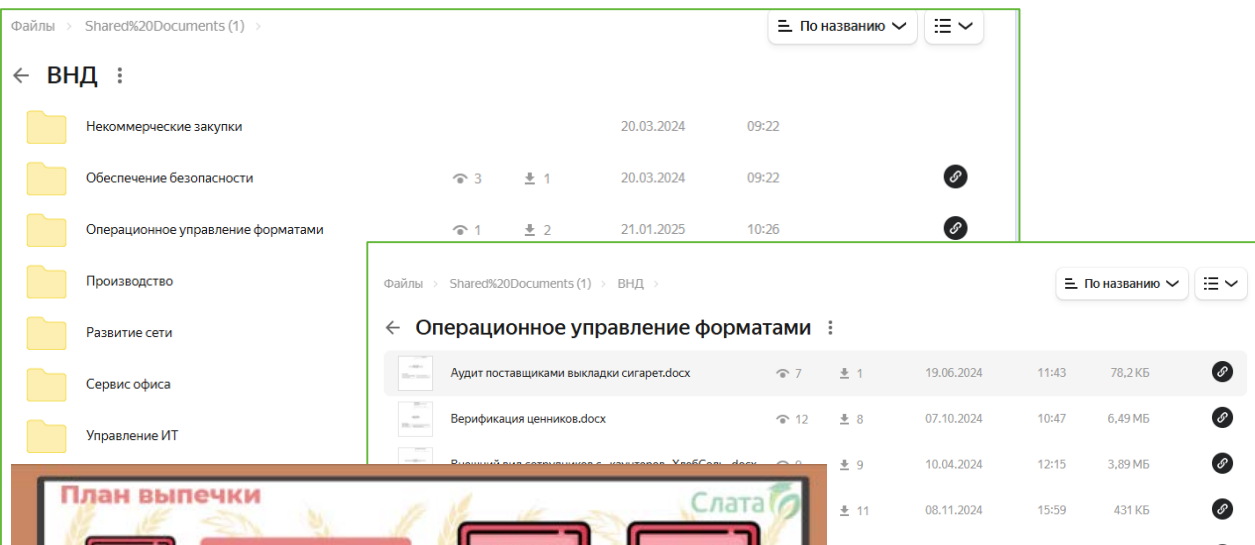 Файлы > Shared%20Documents (1) >
По названию
← ВНД
Некоммерческие закупки 20.03.2024 09:22
Обеспечение безопасности 3 1 20.03.2024 09:22
Операционное управление форматами 1 2 21.01.2025 10:26
Производство
Развитие сети
Сервис офиса
Управление ИТ
Файлы > Shared%20Documents (1) > ВНД >
По названию
← Операционное управление форматами
Аудит поставщиками выкладки сигарет.docx 7 1 19.06.2024 11:43 78,2 КБ
Верификация ценников.docx 12 8 07.10.2024 10:47 6,49 МБ
Внешний вид сотрудников с 9 10.04.2024 12:15 3,89 МБ
11 08.11.2024 15:59 431 КБ
План выпечки
Слата